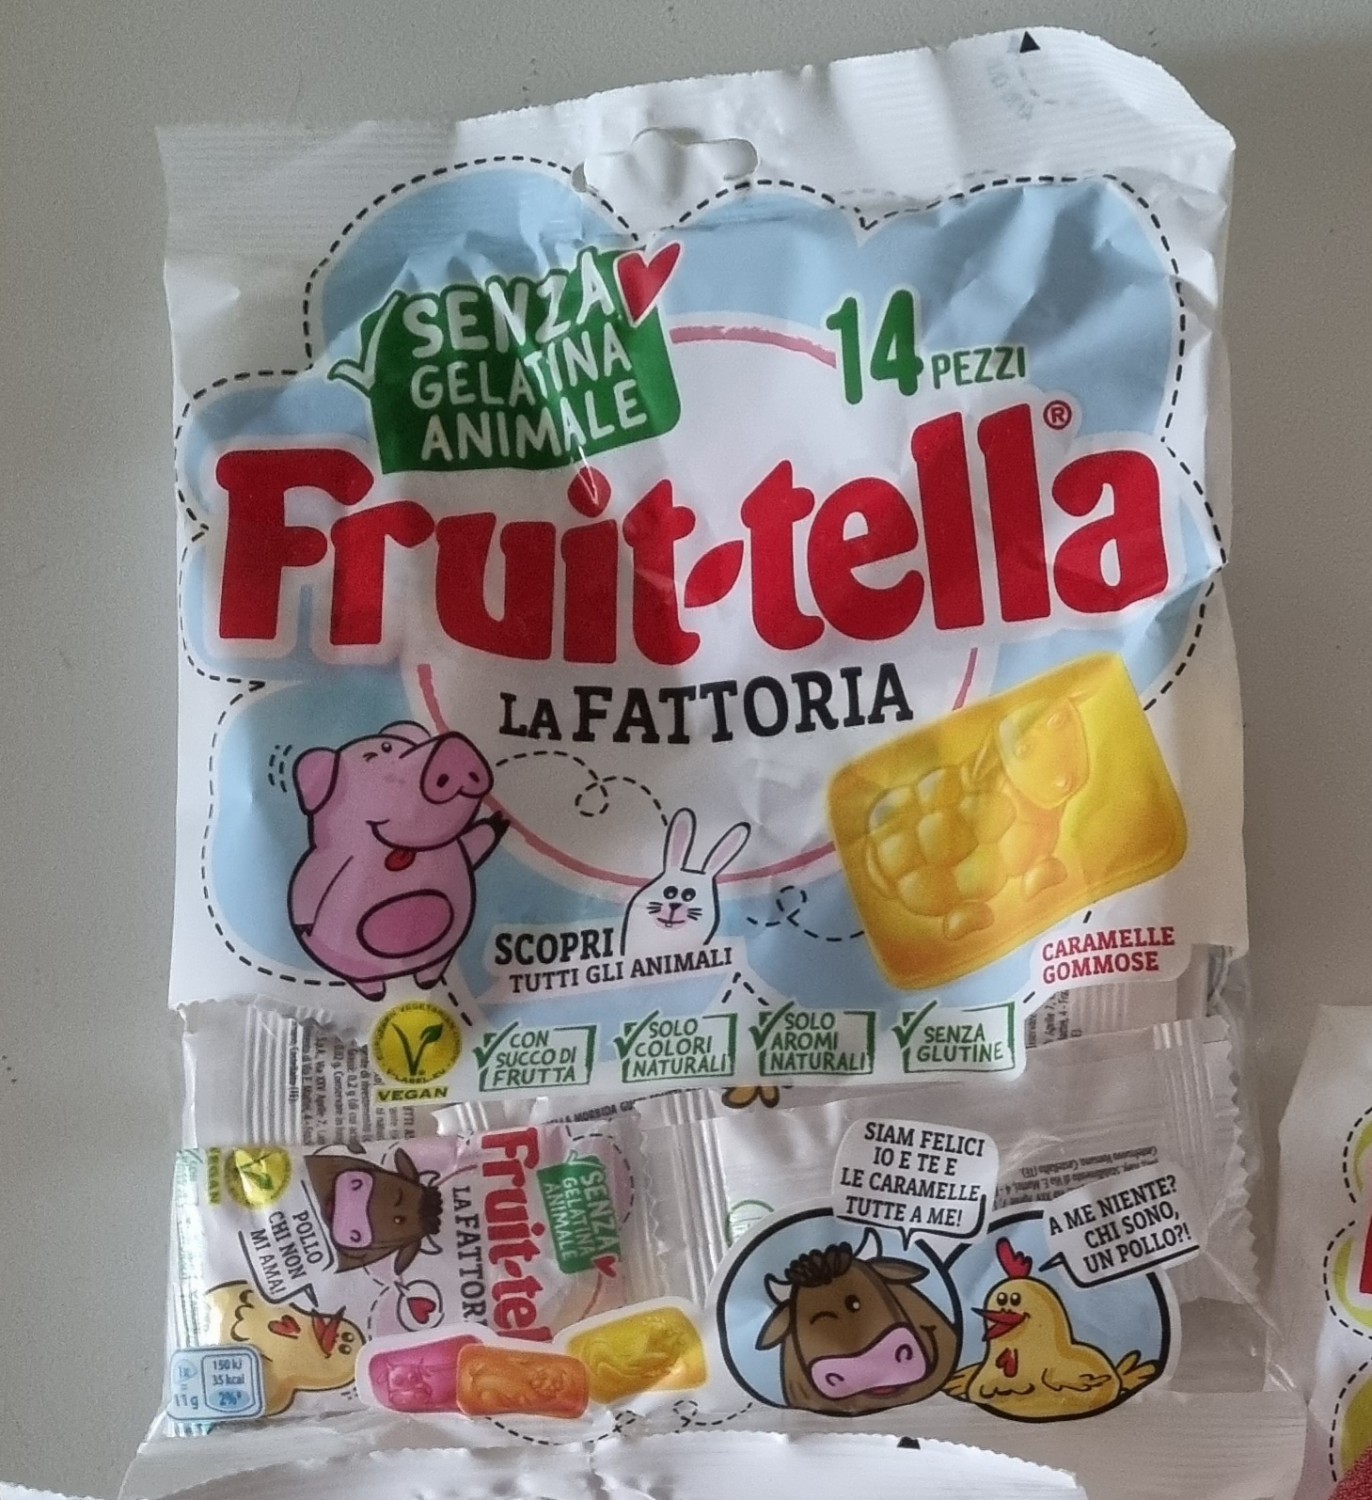 SENZA
GELATINA
ANIMALE
14 PEZZI
Fruit-tella®
LA FATTORIA
SCOPRI
TUTTI GLI ANIMALI
CARAMELLE
GOMMOSE
VEGAN
CON
SUCCO DI
FRUTTA
SOLO
COLORI
NATURALI
SOLO
AROMI
NATURALI
SENZA
GLUTINE
SIAM FELICI
IO E TE E
LE CARAMELLE
TUTTE A ME!
A ME NIENTE?
CHI SONO,
UN POLLO?!
VEGAN
POLLO
CHI NON
MI AMA!
Fruit-tel
LA FATTOR
SENZA
GELATINA
ANIMALE
150 kJ
35 kcal
2%*
11g